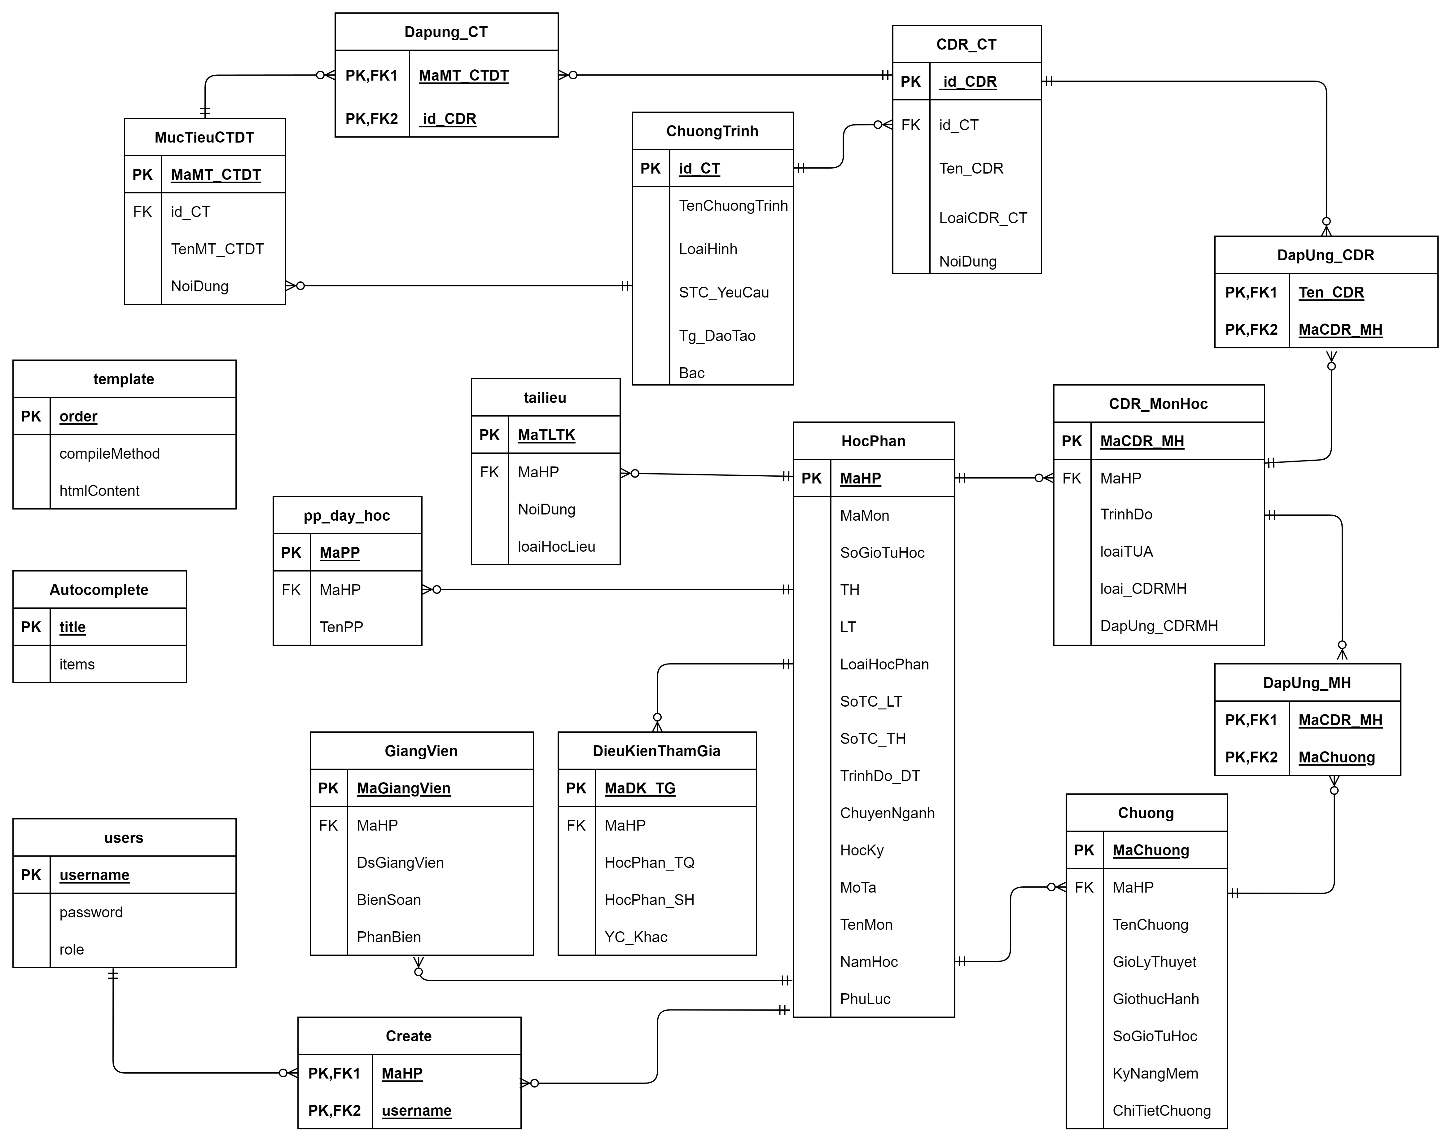 Dapung_CT
PK,FK1 MaMT_CTDT
PK,FK2 id_CDR
CDR_CT
PK id_CDR
FK id_CT
Ten_CDR
LoaiCDR_CT
NoiDung
MucTieuCTDT
PK MaMT_CTDT
FK id_CT
TenMT_CTDT
NoiDung
ChuongTrinh
PK id_CT
TenChuongTrinh
LoaiHinh
STC_YeuCau
Tg_DaoTao
Bac
DapUng_CDR
PK,FK1 Ten_CDR
PK,FK2 MaCDR_MH
template
PK order
compileMethod
htmlContent
tailieu
PK MaTLTK
FK MaHP
NoiDung
loaiHocLieu
HocPhan
PK MaHP
MaMon
SoGioTuHoc
TH
LT
LoaiHocPhan
SoTC_LT
SoTC_TH
TrinhDo_DT
ChuyenNganh
HocKy
MoTa
TenMon
NamHoc
PhuLuc
CDR_MonHoc
PK MaCDR_MH
FK MaHP
TrinhDo
loaiTUA
loai_CDRMH
DapUng_CDRMH
pp_day_hoc
PK MaPP
FK MaHP
TenPP
Autocomplete
PK title
items
DapUng_MH
PK,FK1 MaCDR_MH
PK,FK2 MaChuong
GiangVien
PK MaGiangVien
FK MaHP
DsGiangVien
BienSoan
PhanBien
DieuKienThamGia
PK MaDK_TG
FK MaHP
HocPhan_TQ
HocPhan_SH
YC_Khac
users
PK username
password
role
Chuong
PK MaChuong
FK MaHP
TenChuong
GioLyThuyet
GiothucHanh
SoGioTuHoc
KyNangMem
ChiTietChuong
Create
PK,FK1 MaHP
PK,FK2 username